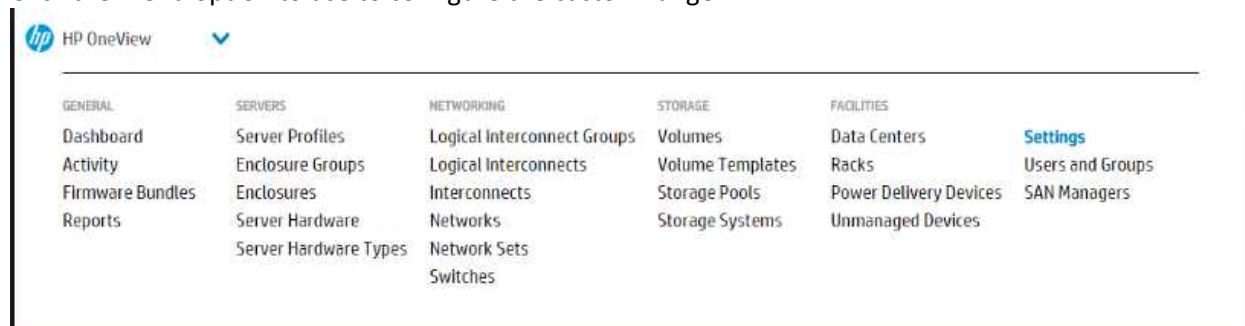 hp HP OneView
GENERAL SERVERS NETWORKING STORAGE FACILITIES
Dashboard Server Profiles Logical Interconnect Groups Volumes Data Centers Settings
Activity Enclosure Groups Logical Interconnects Volume Templates Racks Users and Groups
Firmware Bundles Enclosures Interconnects Storage Pools Power Delivery Devices SAN Managers
Reports Server Hardware Networks Storage Systems Unmanaged Devices
Server Hardware Types Network Sets
Switches